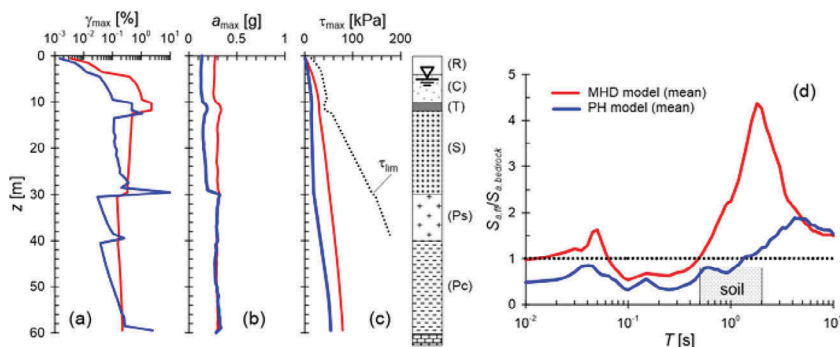 γmax [%]
10⁻³ 10⁻² 10⁻¹ 10⁰ 10¹
amax [g]
0 0.5 1
τmax [kPa]
0 100 200
z [m]
0
10
20
30
40
50
60
(a)
(b)
(c)
τlim
(R)
(C)
(T)
(S)
(Ps)
(Pc)
(d)
MHD model (mean)
PH model (mean)
Sa,ff/Sa,bedrock
5
4
3
2
1
0
soil
10⁻² 10⁻¹ 10⁰ 10¹
T [s]